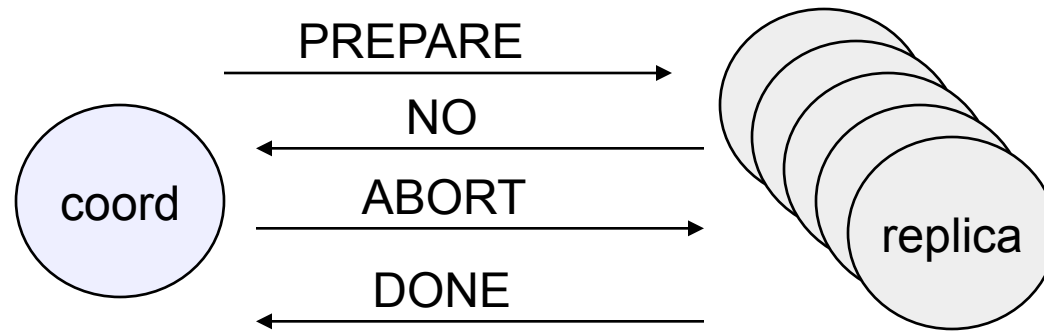 PREPARE
NO
coord
ABORT
replica
DONE